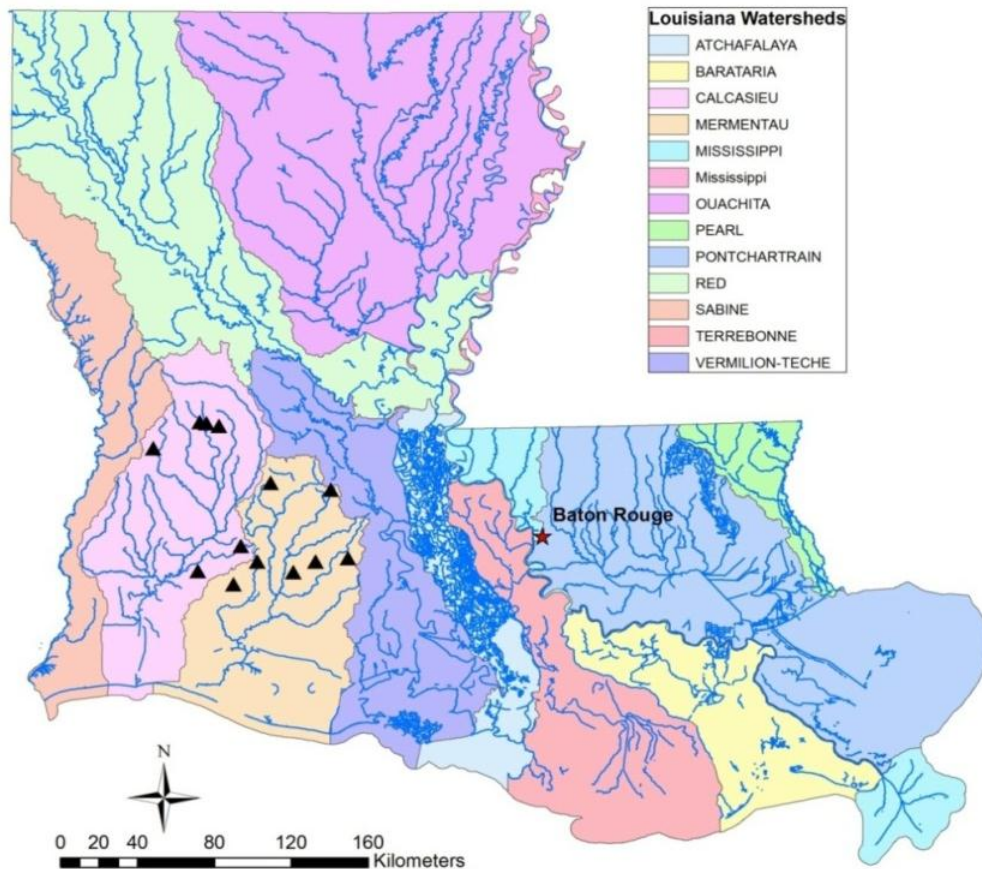 Louisiana Watersheds
ATCHAFALAYA
BARATARIA
CALCASIEU
MERMENTAU
MISSISSIPPI
Mississippi
OUACHITA
PEARL
PONTCHARTRAIN
RED
SABINE
TERREBONNE
VERMILION-TECHE
Baton Rouge
N
0 20 40 80 120 160
Kilometers